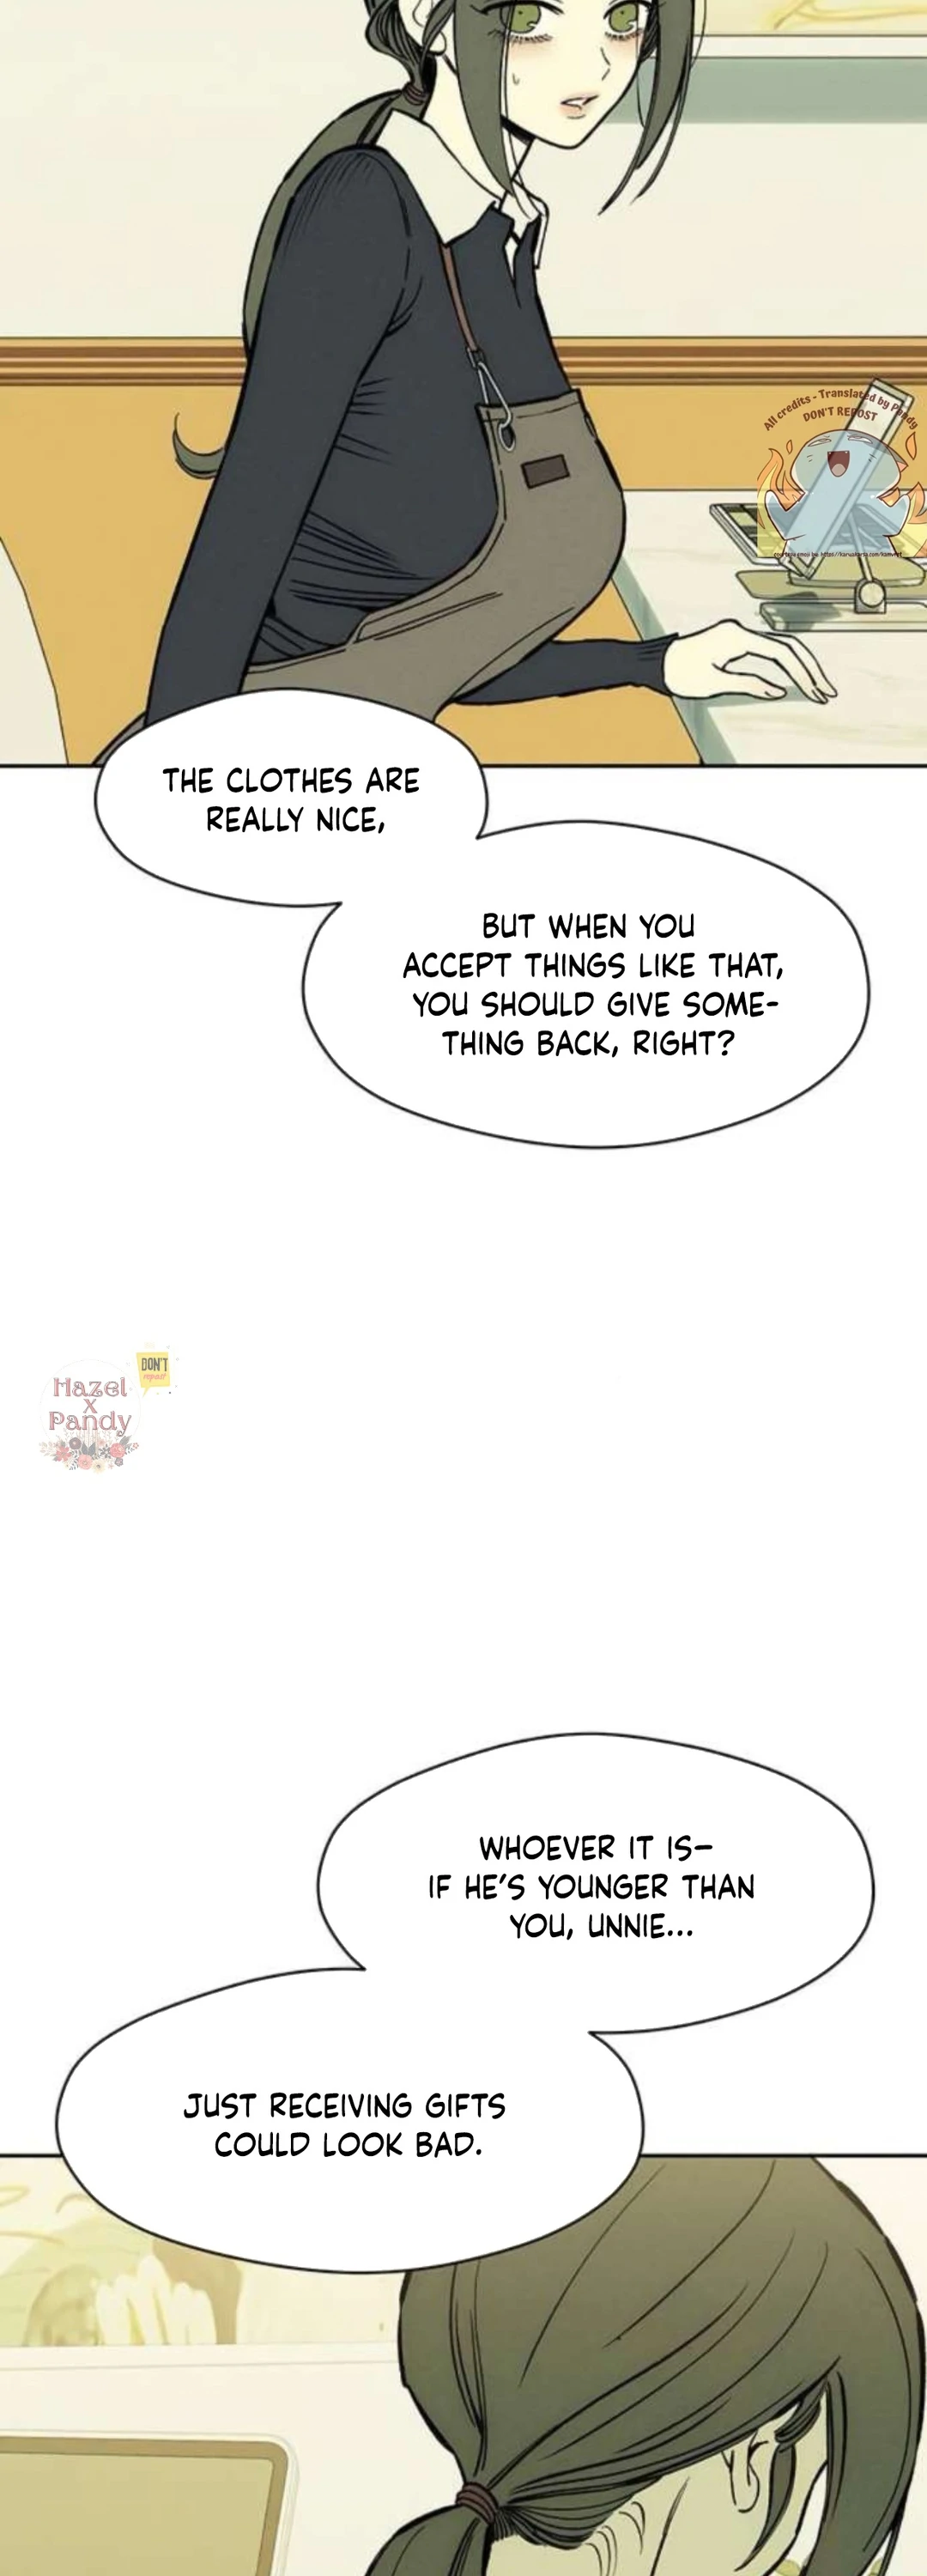 All credits - Translated by Pandy
DON'T REPOST
THE CLOTHES ARE
REALLY NICE,
BUT WHEN YOU
ACCEPT THINGS LIKE THAT,
YOU SHOULD GIVE SOME-
THING BACK, RIGHT?
DON'T
repost
Hazel
x
Pandy
WHOEVER IT IS–
IF HE'S YOUNGER THAN
YOU, UNNIE...
JUST RECEIVING GIFTS
COULD LOOK BAD.